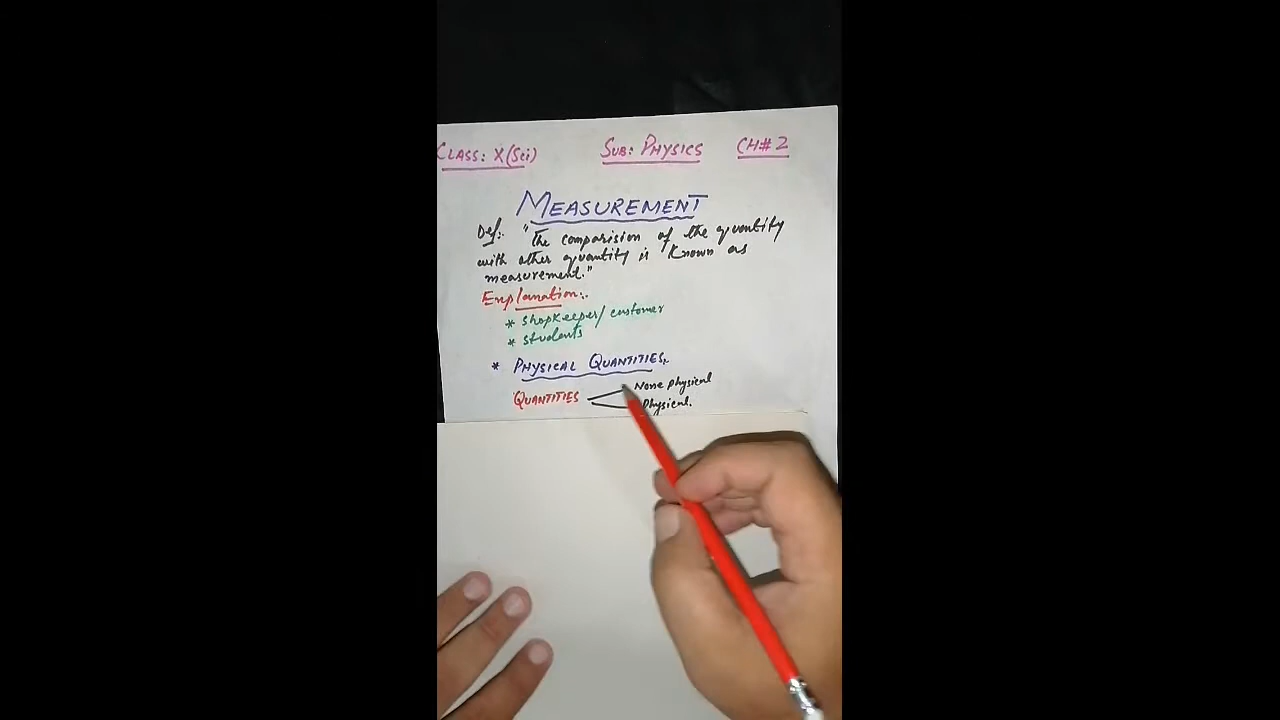 CLASS: X(Sci) SUB: PHYSICS CH#2
MEASUREMENT
Def:. "The comparision of the quantity
with other quantity is known as
measurement."
Explanation:.
* shopkeeper/customer
* students
* PHYSICAL QUANTITIES.
QUANTITIES None physical
Physical.